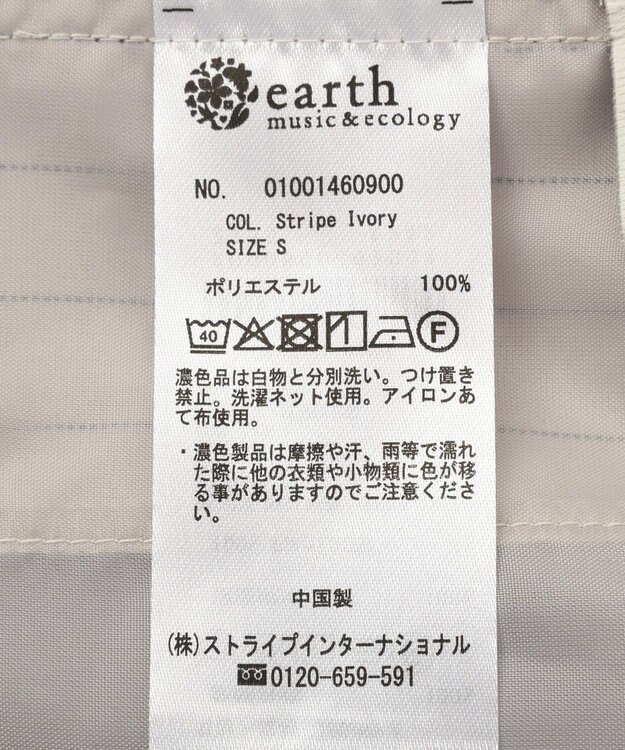 earth
music&ecology
NO. 01001460900
COL. Stripe Ivory
SIZE S
ポリエステル 100%
40 F
濃色品は白物と分別洗い。つけ置き
禁止。洗濯ネット使用。アイロンあ
て布使用。
・濃色製品は摩擦や汗、雨等で濡れ
た際に他の衣類や小物類に色が移
る事がありますのでご注意くださ
い。
中国製
(株)ストライプインターナショナル
0120-659-591